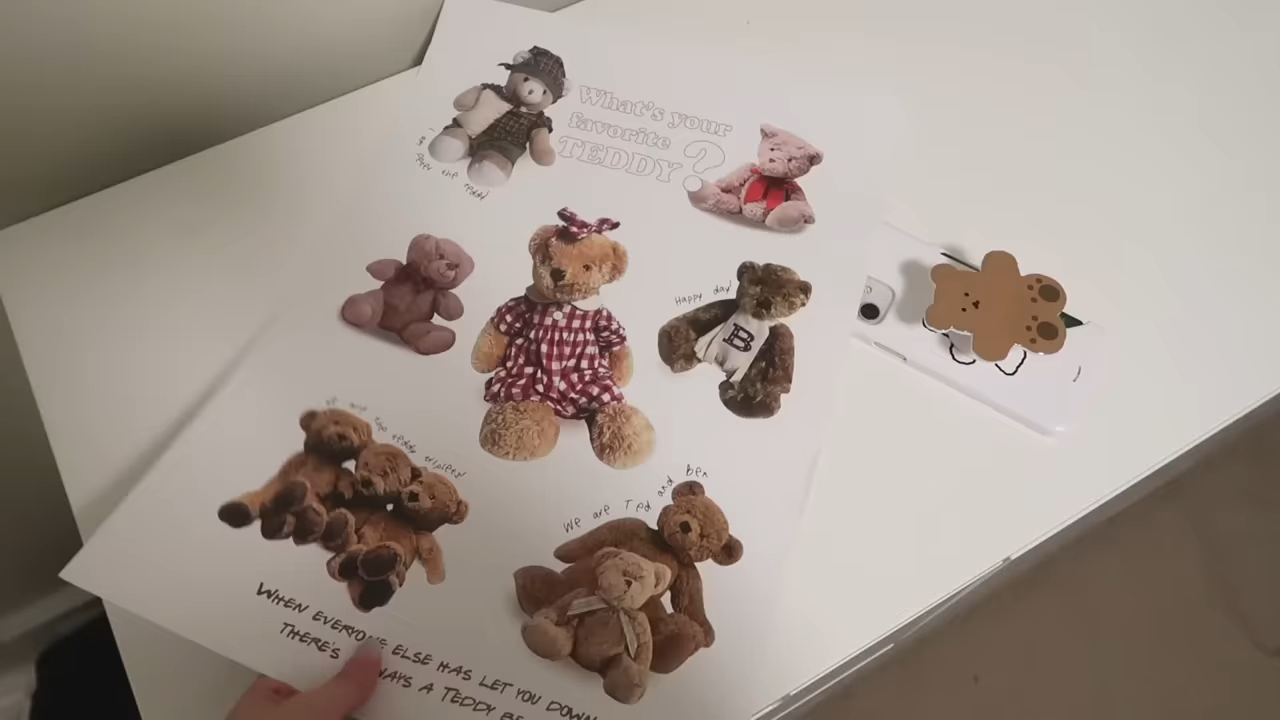 What's your
favorite
TEDDY?
Happy day
B
We are Ted and Ben
WHEN EVERYONE ELSE HAS LET YOU DOWN
THERE'S A TEDDY